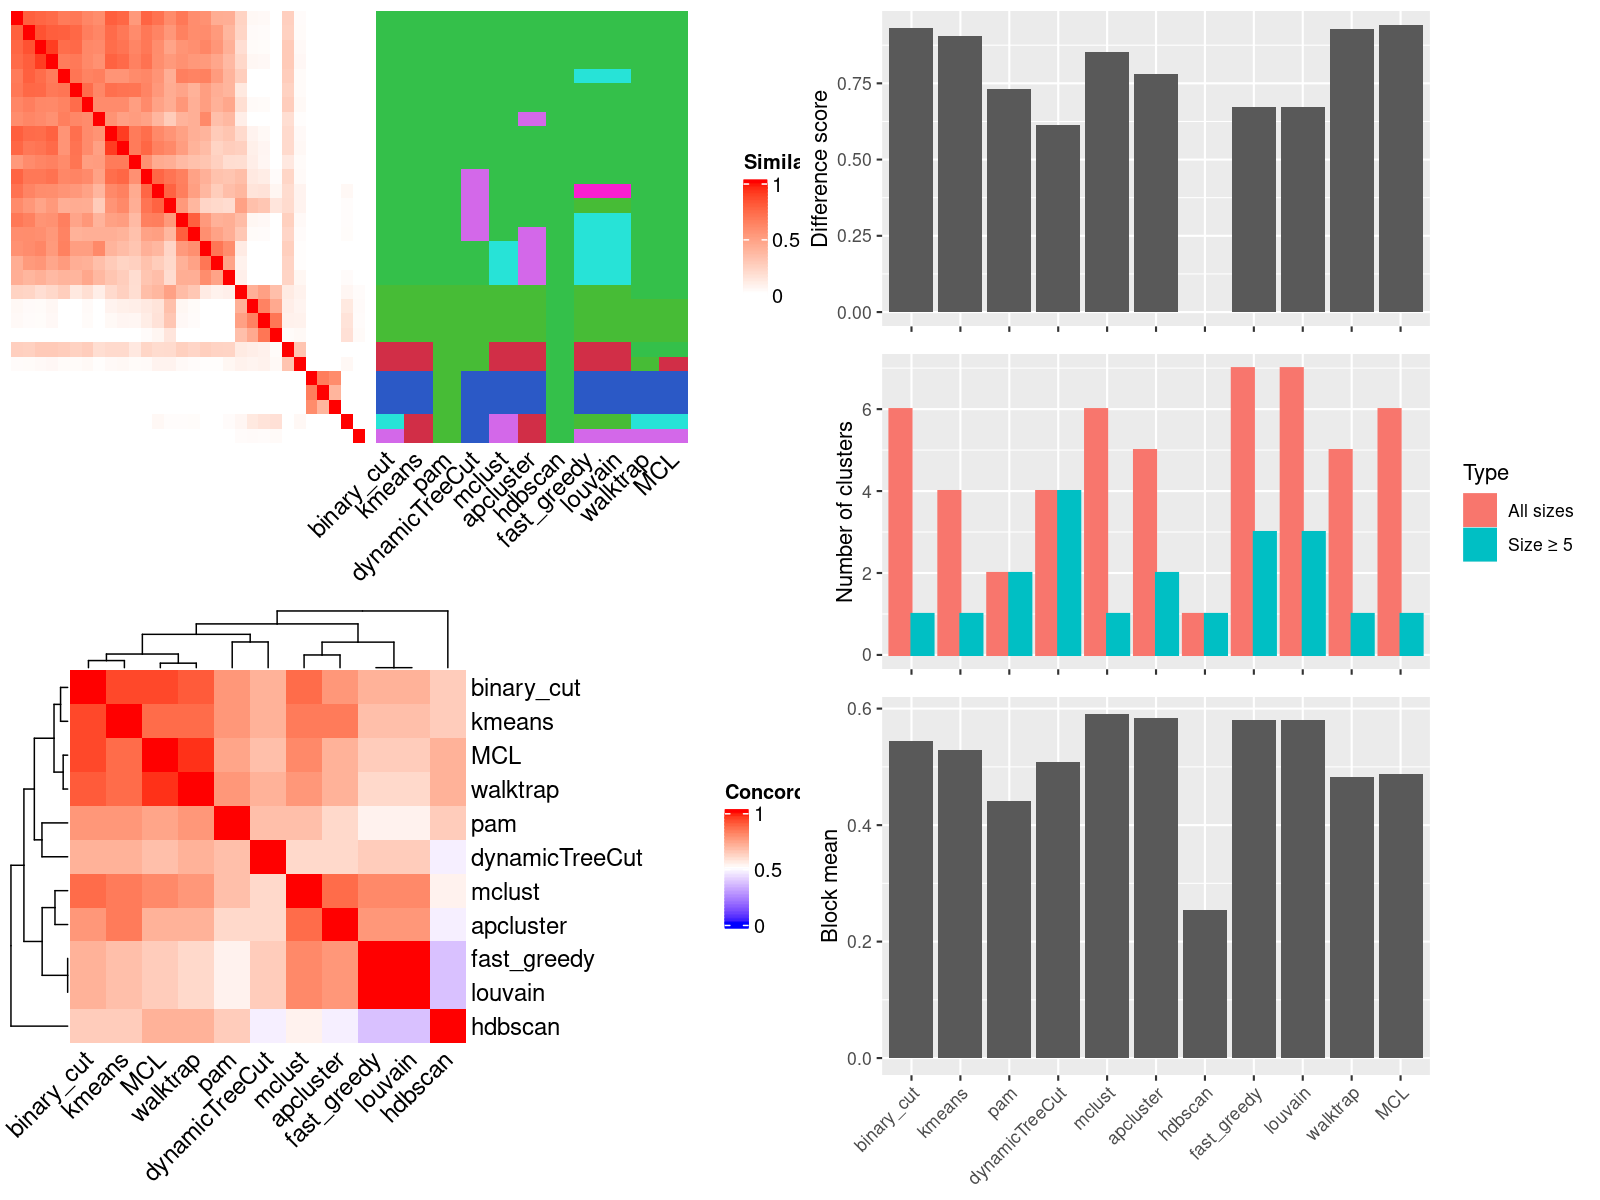 Simila
1
0.5
0
binary_cut
kmeans
pam
dynamicTreeCut
mclust
apcluster
hdbscan
fast_greedy
louvain
walktrap
MCL
binary_cut
kmeans
MCL
walktrap
pam
dynamicTreeCut
mclust
apcluster
fast_greedy
louvain
hdbscan
binary_cut
kmeans
MCL
walktrap
pam
dynamicTreeCut
mclust
apcluster
fast_greedy
louvain
hdbscan
Concord
1
0.5
0
Difference score
0.75
0.50
0.25
0.00
Number of clusters
6
4
2
0
Type
All sizes
Size ≥ 5
Block mean
0.6
0.4
0.2
0.0
binary_cut
kmeans
pam
dynamicTreeCut
mclust
apcluster
hdbscan
fast_greedy
louvain
walktrap
MCL